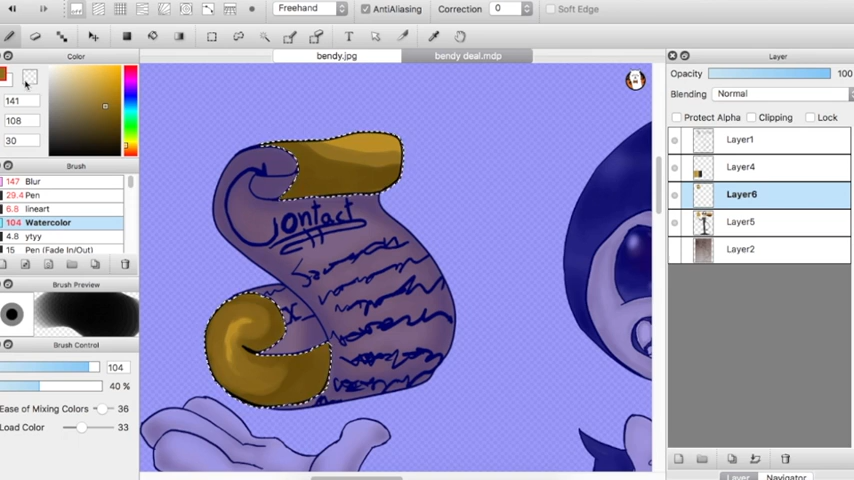 Freehand
AntiAliasing
Correction
0
Soft Edge
Color
bendy.jpg
bendy deal.mdp
Layer
141
108
30
Opacity
100
Blending
Normal
Protect Alpha
Clipping
Lock
Layer1
Layer4
Layer6
Layer5
Layer2
Brush
147 Blur
29.4 Pen
6.8 lineart
104 Watercolor
4.8 ytyy
15 Pen (Fade In/Out)
Brush Preview
Brush Control
104
40 %
Ease of Mixing Colors
36
Load Color
33
Contact
Layer
Navigator